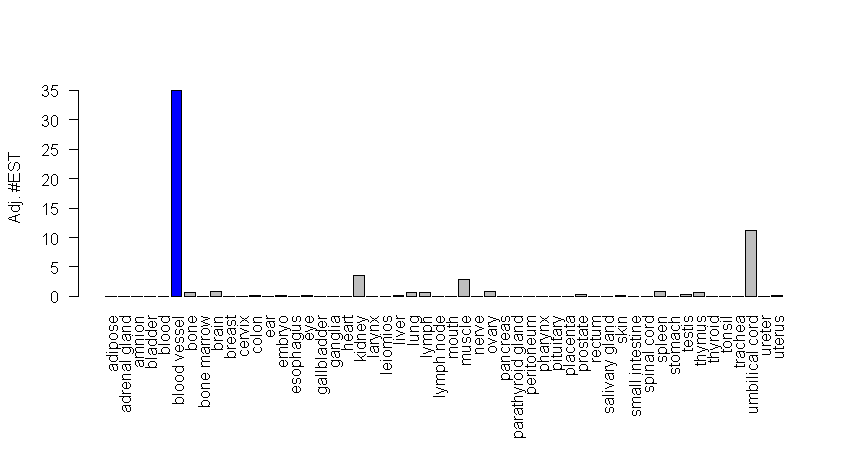 Adj. #EST
35
30
25
20
15
10
5
0
adipose
adrenal gland
amnion
bladder
blood
blood vessel
bone
bone marrow
brain
breast
cervix
colon
ear
embryo
esophagus
eye
gallbladder
ganglia
heart
kidney
larynx
leiomios
liver
lung
lymph
lymph node
mouth
muscle
nerve
ovary
pancreas
parathyroid gland
peritoneum
pharynx
pituitary
placenta
prostate
rectum
salivary gland
skin
small intestine
spinal cord
spleen
stomach
testis
thymus
thyroid
tonsil
trachea
umbilical cord
ureter
uterus